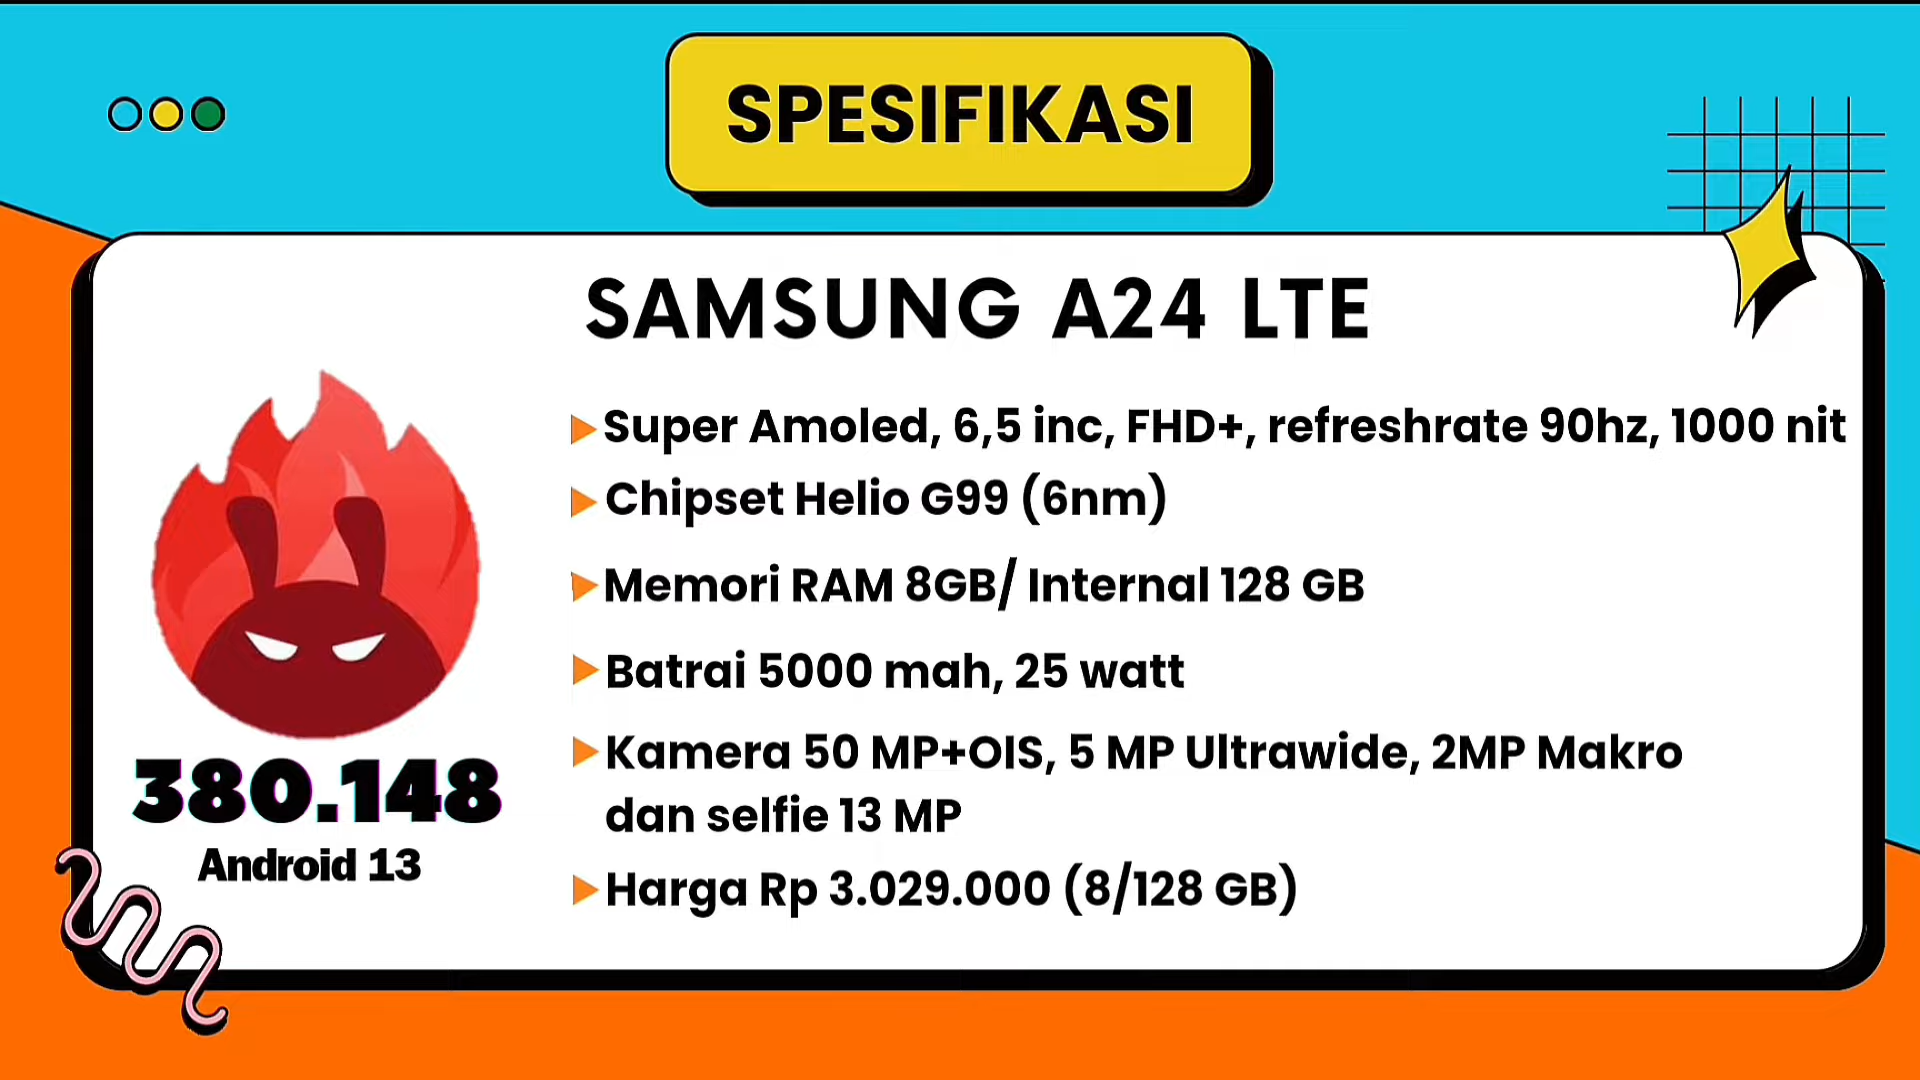 SPESIFIKASI
SAMSUNG A24 LTE
Super Amoled, 6,5 inc, FHD+, refreshrate 90hz, 1000 nit
Chipset Helio G99 (6nm)
Memori RAM 8GB/ Internal 128 GB
Batrai 5000 mah, 25 watt
Kamera 50 MP+OIS, 5 MP Ultrawide, 2MP Makro
dan selfie 13 MP
Harga Rp 3.029.000 (8/128 GB)
380.148
Android 13